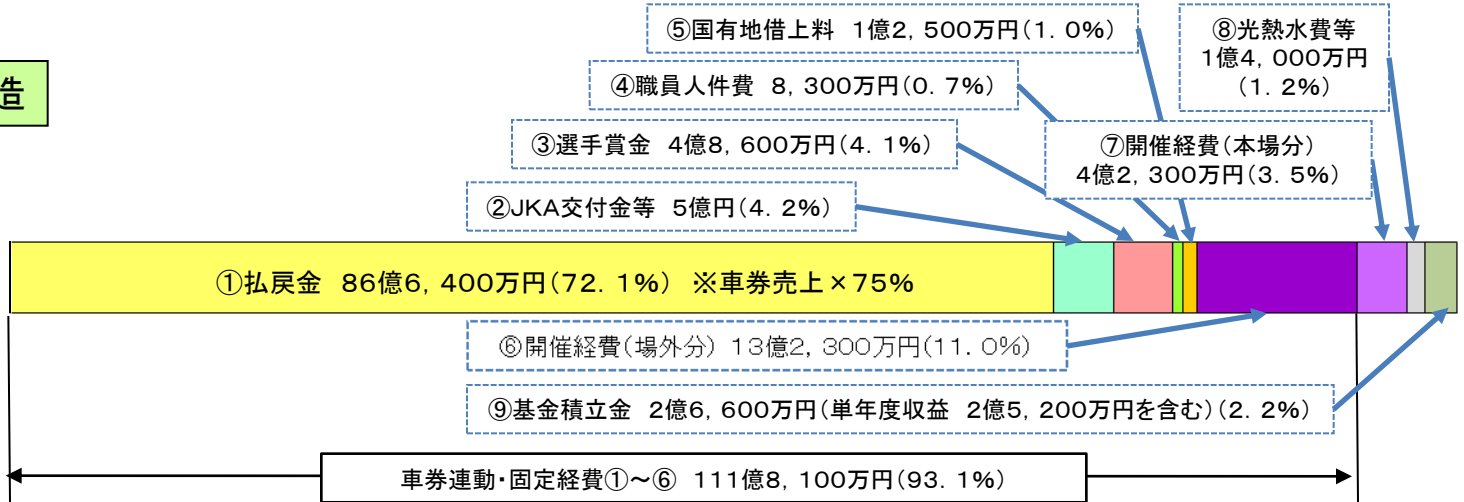 造
⑤国有地借上料 1億2,500万円(1.0%)
⑧光熱水費等
1億4,000万円
(1.2%)
④職員人件費 8,300万円(0.7%)
③選手賞金 4億8,600万円(4.1%)
⑦開催経費(本場分)
4億2,300万円(3.5%)
②JKA交付金等 5億円(4.2%)
①払戻金 86億6,400万円(72.1%) ※車券売上×75%
⑥開催経費(場外分) 13億2,300万円(11.0%)
⑨基金積立金 2億6,600万円(単年度収益 2億5,200万円を含む)(2.2%)
車券連動・固定経費①～⑥ 111億8,100万円(93.1%)